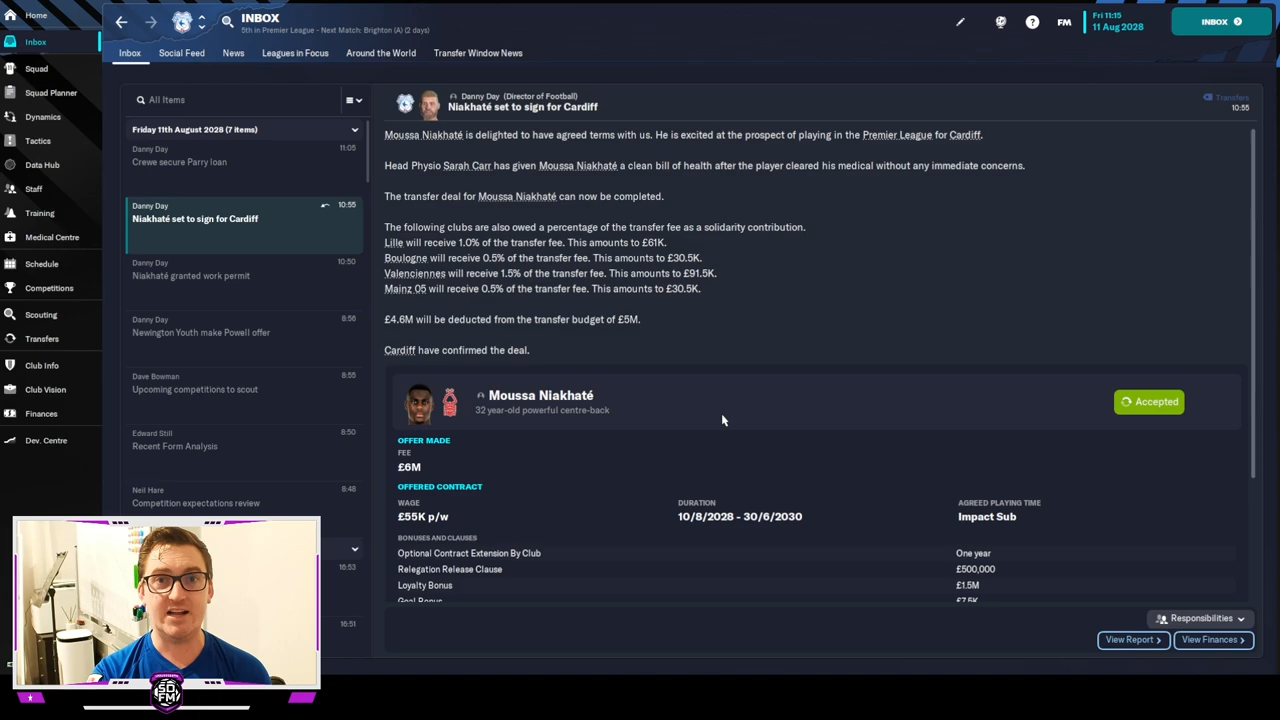 Home
Inbox
Squad
Squad Planner
Dynamics
Tactics
Data Hub
Staff
Training
Medical Centre
Schedule
Competitions
Scouting
Transfers
Club Info
Club Vision
Finances
Dev. Centre
INBOX
5th in Premier League - Next Match: Brighton (A) (2 days)
FM
Fri 11:15
11 Aug 2028
INBOX
Inbox Social Feed News Leagues in Focus Around the World Transfer Window News
All Items
Friday 11th August 2028 (7 items)
Danny Day 11:05
Crewe secure Parry loan
Danny Day 10:55
Niakhaté set to sign for Cardiff
Danny Day 10:50
Niakhaté granted work permit
Danny Day 8:56
Newington Youth make Powell offer
Dave Bowman 8:55
Upcoming competitions to scout
Edward Still 8:50
Recent Form Analysis
Neil Hare 8:48
Competition expectations review
16:53
16:51
Danny Day (Director of Football)
Niakhaté set to sign for Cardiff
Transfers
10:55
Moussa Niakhaté is delighted to have agreed terms with us. He is excited at the prospect of playing in the Premier League for Cardiff.
Head Physio Sarah Carr has given Moussa Niakhaté a clean bill of health after the player cleared his medical without any immediate concerns.
The transfer deal for Moussa Niakhaté can now be completed.
The following clubs are also owed a percentage of the transfer fee as a solidarity contribution.
Lille will receive 1.0% of the transfer fee. This amounts to £61K.
Boulogne will receive 0.5% of the transfer fee. This amounts to £30.5K.
Valenciennes will receive 1.5% of the transfer fee. This amounts to £91.5K.
Mainz 05 will receive 0.5% of the transfer fee. This amounts to £30.5K.
£4.6M will be deducted from the transfer budget of £5M.
Cardiff have confirmed the deal.
Moussa Niakhaté
32 year-old powerful centre-back
Accepted
OFFER MADE
FEE
£6M
OFFERED CONTRACT
WAGE DURATION AGREED PLAYING TIME
£55K p/w 10/8/2028 - 30/6/2030 Impact Sub
BONUSES AND CLAUSES
Optional Contract Extension By Club One year
Relegation Release Clause £500,000
Loyalty Bonus £1.5M
Goal Bonus £7.5K
Responsibilities
View Report View Finances
SDFM